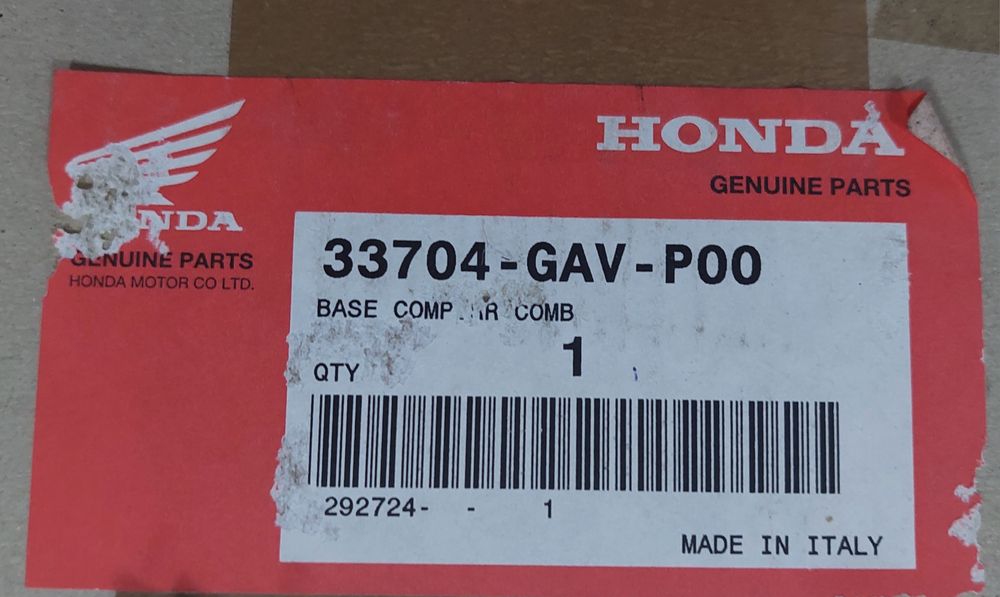 HONDA
GENUINE PARTS
NDA
GENUINE PARTS
HONDA MOTOR CO LTD.
33704-GAV-P00
BASE COMP. COMB
QTY 1
292724- - 1
MADE IN ITALY